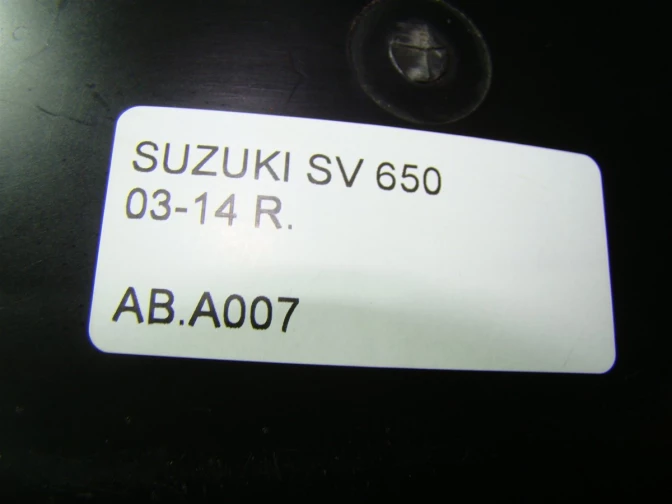 SUZUKI SV 650
03-14 R.
AB.A007